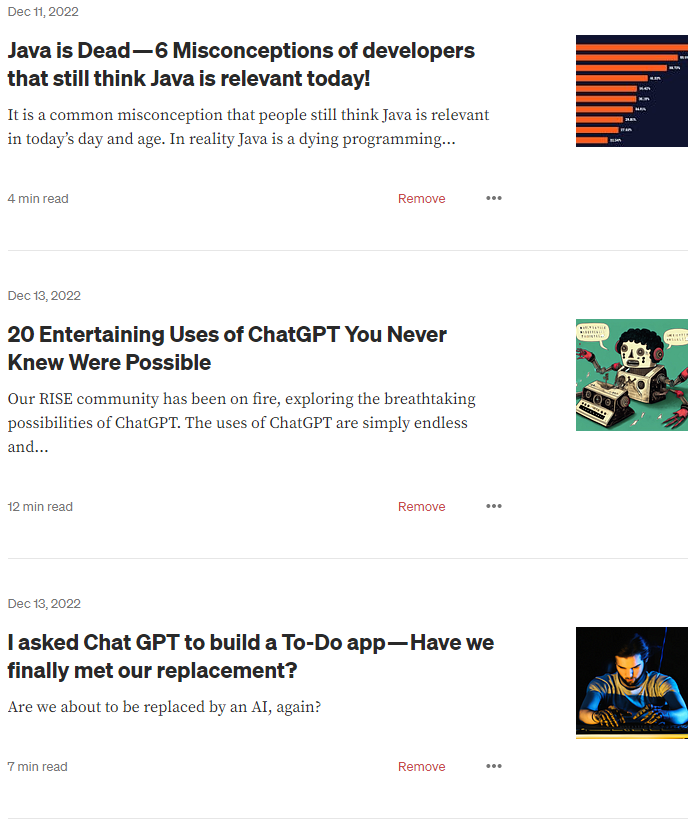 Dec 11, 2022
Java is Dead — 6 Misconceptions of developers
that still think Java is relevant today!
It is a common misconception that people still think Java is relevant
in today’s day and age. In reality Java is a dying programming…
4 min read
Remove
Dec 13, 2022
20 Entertaining Uses of ChatGPT You Never
Knew Were Possible
Our RISE community has been on fire, exploring the breathtaking
possibilities of ChatGPT. The uses of ChatGPT are simply endless
and…
12 min read
Remove
Dec 13, 2022
I asked Chat GPT to build a To-Do app — Have we
finally met our replacement?
Are we about to be replaced by an AI, again?
7 min read
Remove